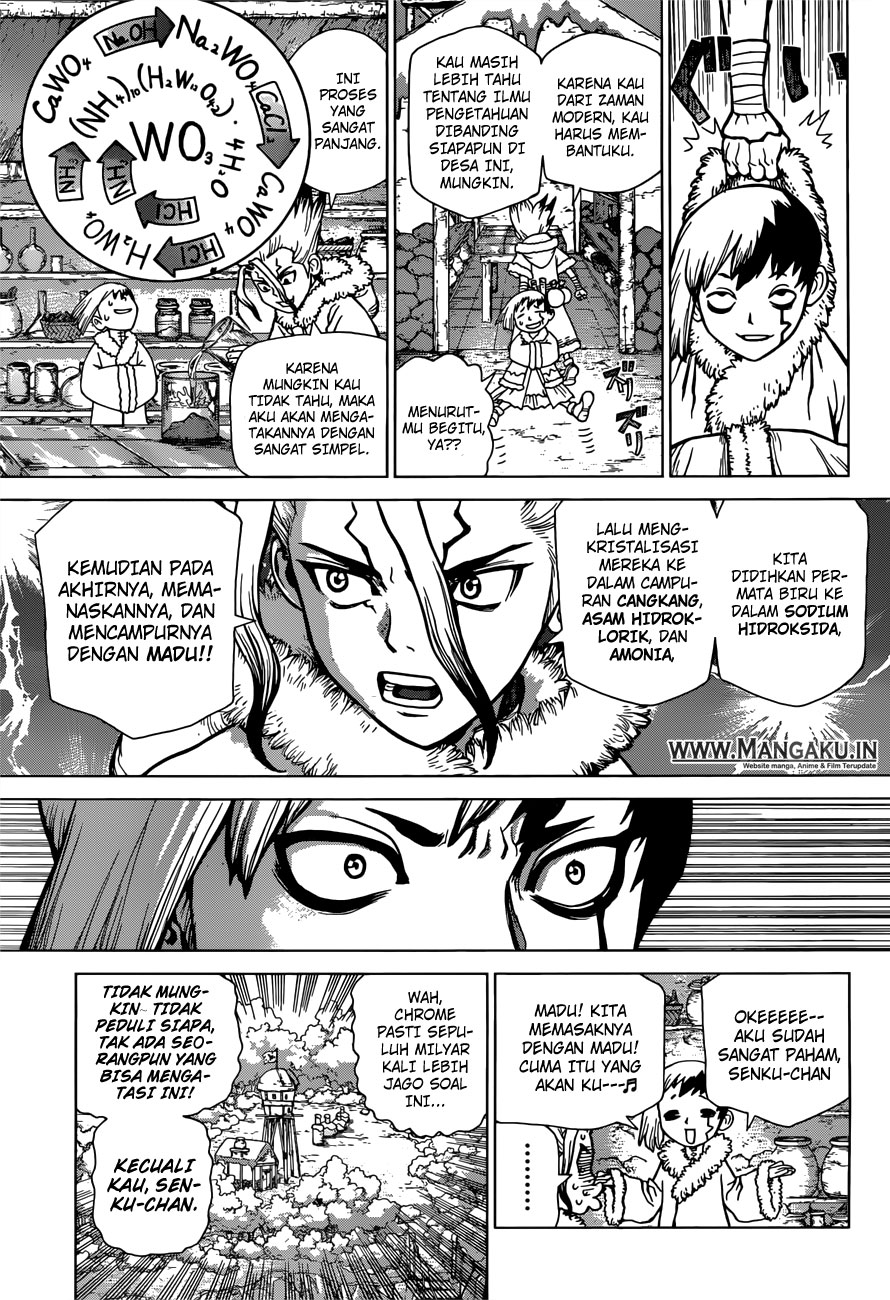 グイ
KARENA KAU
DARI ZAMAN
MODERN, KAU
HARUS MEM-
BANTUKU.
KAU MASIH
LEBIH TAHU
TENTANG ILMU
PENGETAHUAN
DIBANDING
SIAPAPUN DI
DESA INI,
MUNGKIN.
MENURUT-
MU BEGITU,
YA??
ズリ
ズリ
INI
PROSES
YANG
SANGAT
PANJANG.
CaWO₄
NaOH
Na₂WO₄
CaCl₂
CaWO₄
HCl
H₂WO₄
HCl
NH₃
NH₃
(NH₄)₁₀(H₂W₁₂O₄₂)・4H₂O
WO₃
KARENA
MUNGKIN KAU
TIDAK TAHU, MAKA
AKU AKAN MENGA-
TAKANNYA DENGAN
SANGAT SIMPEL.
KITA
DIDIHKAN PER-
MATA BIRU KE
DALAM SODIUM
HIDROKSIDA,
LALU MENG-
KRISTALISASI
MEREKA KE
DALAM CAMPU-
RAN CANGKANG,
ASAM HIDROK-
LORIK, DAN
AMONIA,
KEMUDIAN PADA
AKHIRNYA, MEMA-
NASKANNYA, DAN
MENCAMPURNYA
DENGAN MADU!!
WWW.MANGAKU.IN
Website manga, Anime & Film Terupdate
OKEEEEE--
AKU SUDAH
SANGAT PAHAM,
SENKU-CHAN
MADU! KITA
MEMASAKNYA
DENGAN MADU!
CUMA ITU YANG
AKAN KU---♬
………
WAH,
CHROME
PASTI SEPU-
LUH MILYAR
KALI LEBIH
JAGO SOAL
INI...
TIDAK MUNG-
KIN~ TIDAK
PEDULI SIAPA,
TAK ADA SEO-
RANGPUN YANG
BISA MENGA-
TASI INI!
KECUALI
KAU, SEN-
KU-CHAN.